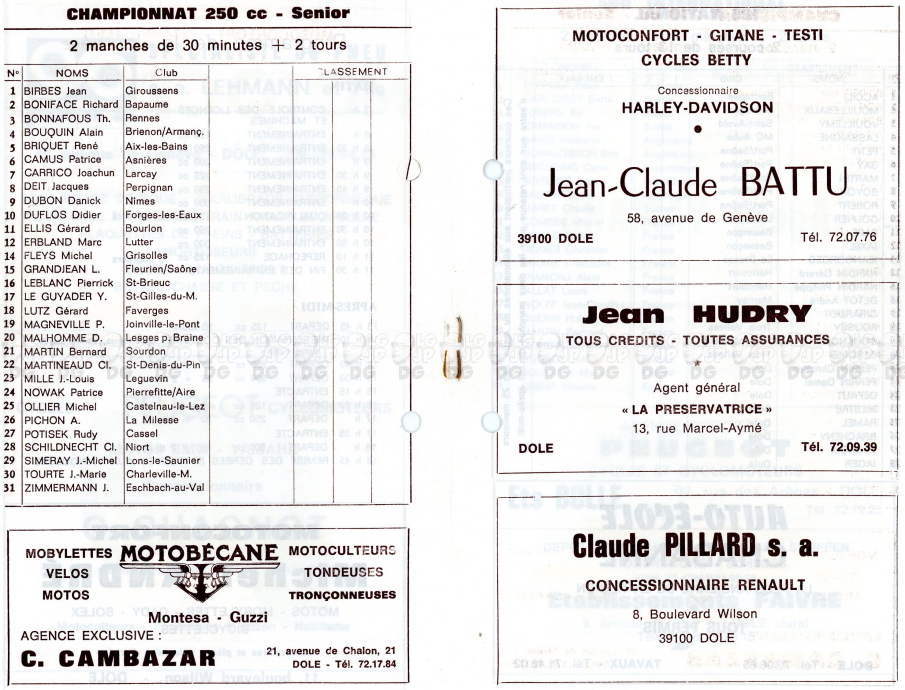 CHAMPIONNAT 250 cc - Senior
2 manches de 30 minutes + 2 tours
N° NOMS Club CLASSEMENT
1 BIRBES Jean Giroussens
2 BONIFACE Richard Bapaume
3 BONNAFOUS Th. Rennes
4 BOUQUIN Alain Brienon/Armanç.
5 BRIQUET René Aix-les-Bains
6 CAMUS Patrice Asnières
7 CARRICO Joachun Larcay
8 DEIT Jacques Perpignan
9 DUBON Danick Nîmes
10 DUFLOS Didier Forges-les-Eaux
11 ELLIS Gérard Bourlon
12 ERBLAND Marc Lutter
14 FLEYS Michel Grisolles
15 GRANDJEAN L. Fleurien/Saône
16 LEBLANC Pierrick St-Brieuc
17 LE GUYADER Y. St-Gilles-du-M.
18 LUTZ Gérard Faverges
19 MAGNEVILLE P. Joinville-le-Pont
20 MALHOMME D. Lesges p. Braine
21 MARTIN Bernard Sourdon
22 MARTINEAUD Cl. St-Denis-du-Pin
23 MILLE J.-Louis Leguevin
24 NOWAK Patrice Pierrefitte/Aire
25 OLLIER Michel Castelnau-le-Lez
26 PICHON A. La Milesse
27 POTISEK Rudy Cassel
28 SCHILDNECHT Cl. Niort
29 SIMERAY J.-Michel Lons-le-Saunier
30 TOURTE J.-Marie Charleville-M.
31 ZIMMERMANN J. Eschbach-au-Val
MOBYLETTES MOTOBÉCANE MOTOCULTEURS
VELOS TONDEUSES
MOTOS TRONÇONNEUSES
Montesa - Guzzi
AGENCE EXCLUSIVE :
C. CAMBAZAR
21, avenue de Chalon, 21
DOLE - Tél. 72.17.84
MOTOCONFORT - GITANE - TESTI
CYCLES BETTY
Concessionnaire
HARLEY-DAVIDSON
Jean-Claude BATTU
58, avenue de Genève
39100 DOLE Tél. 72.07.76
Jean HUDRY
TOUS CREDITS - TOUTES ASSURANCES
*
Agent général
« LA PRESERVATRICE »
13, rue Marcel-Aymé
DOLE Tél. 72.09.39
Claude PILLARD s. a.
CONCESSIONNAIRE RENAULT
8, Boulevard Wilson
39100 DOLE